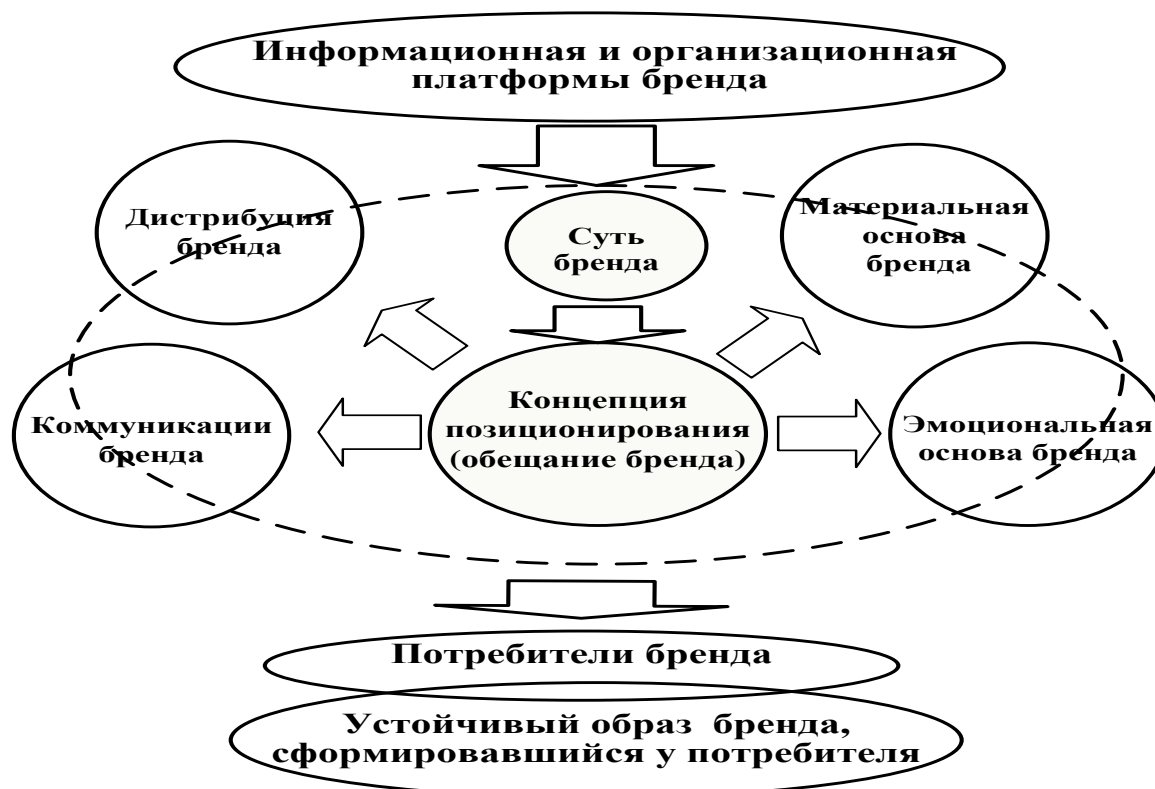 Информационная и организационная
платформы бренда
Дистрибуция
бренда
Суть
бренда
Материальная
основа
бренда
Коммуникации
бренда
Концепция
позиционирования
(обещание бренда)
Эмоциональная
основа бренда
Потребители бренда
Устойчивый образ бренда,
сформировавшийся у потребителя